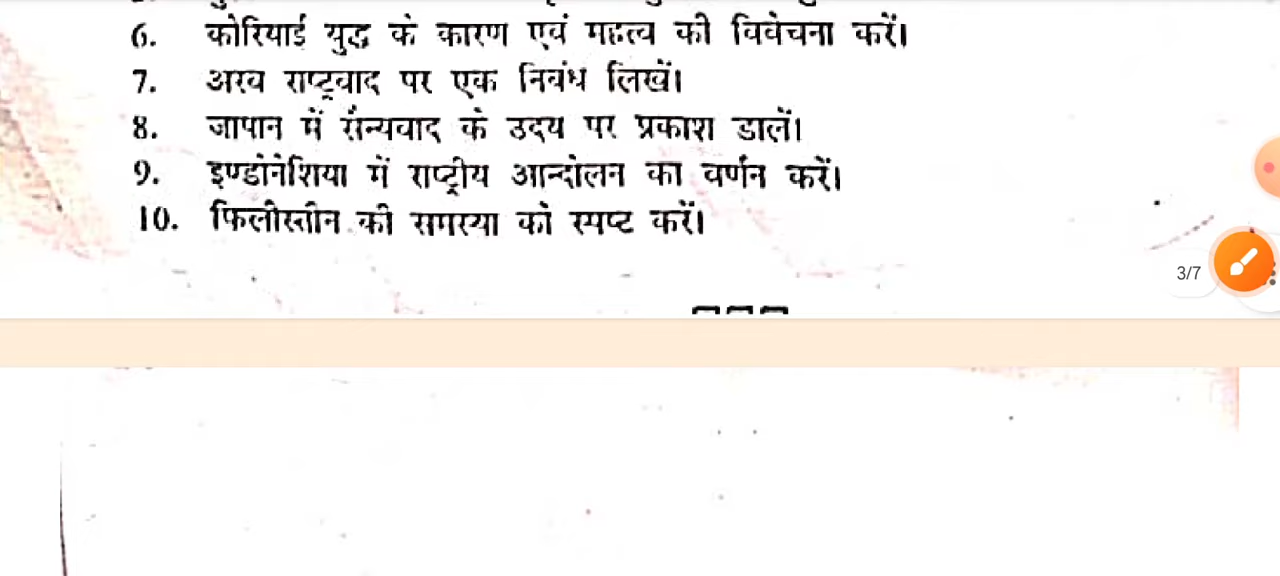 6. कोरियाई युद्ध के कारण एवं महत्व की विवेचना करें।
7. अरब राष्ट्रवाद पर एक निबंध लिखें।
8. जापान में सैन्यवाद के उदय पर प्रकाश डालें।
9. इण्डोनेशिया में राष्ट्रीय आन्दोलन का वर्णन करें।
10. फिलीस्तीन की समस्या को स्पष्ट करें।
3/7